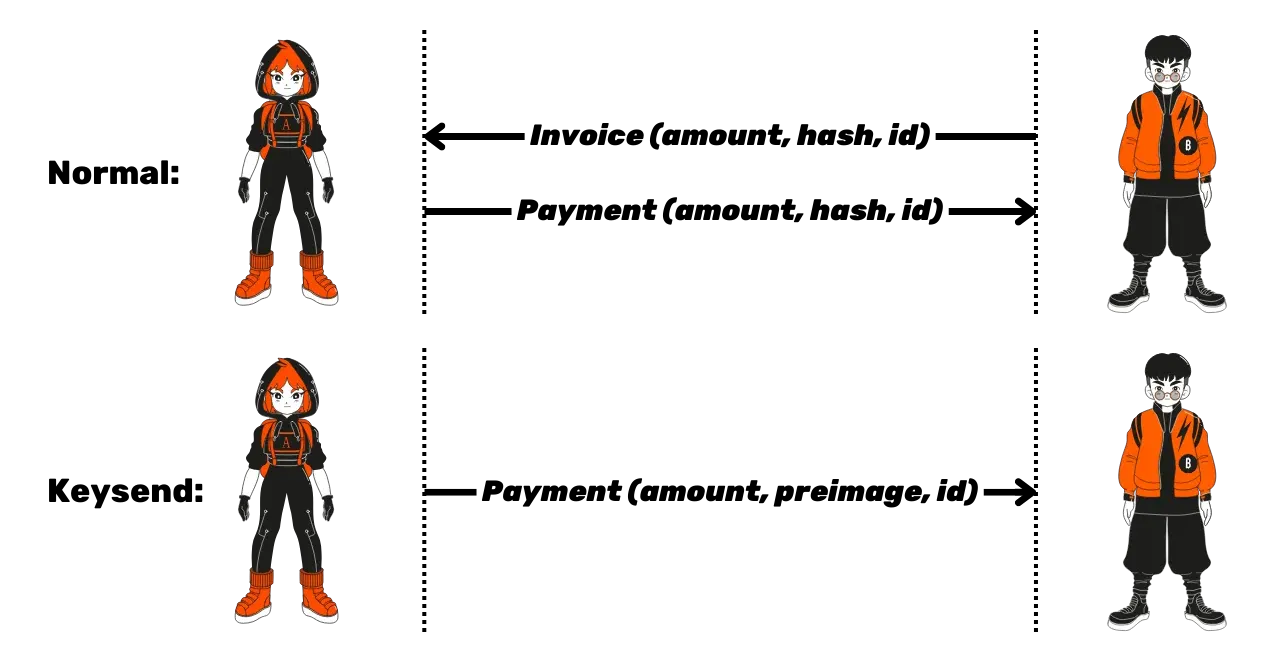 Normal:
A
Invoice (amount, hash, id)
Payment (amount, hash, id)
B
Keysend:
A
Payment (amount, preimage, id)
B